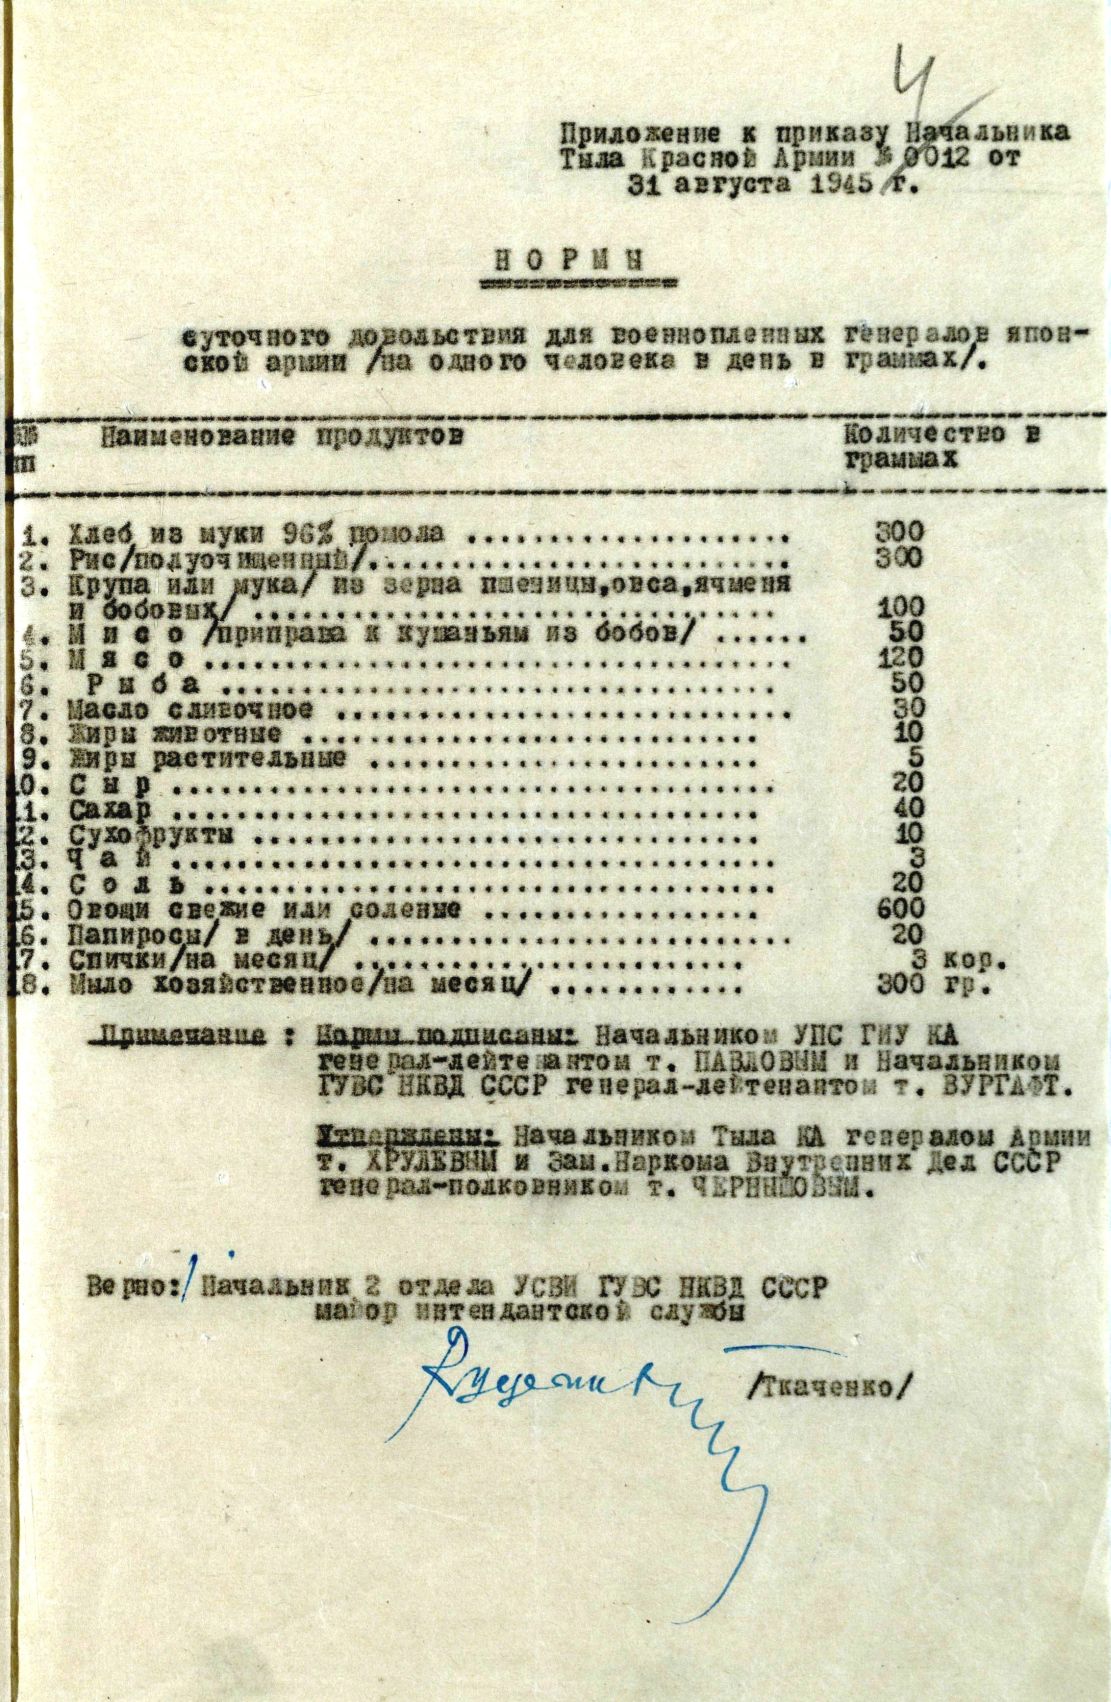 4
Приложение к приказу Начальника
Тыла Красной Армии № 0012 от
31 августа 1945 г.
Н О Р М Ы
суточного довольствия для военнопленных генералов япон-
ской армии /на одного человека в день в граммах/.
№№ Наименование продуктов Количество в
пп граммах
1. Хлеб из муки 96% помола .................... 300
2. Рис/полуочищенный/.......................... 300
3. Крупа или мука/ из зерна пшеницы,овса,ячменя
и бобовых/ ................................ 100
4. М и с о /приправа к кушаньям из бобов/ ...... 50
5. М я с о .................................... 120
6. Р ы б а .................................. 50
7. Масло сливочное ............................ 30
8. Жиры животные ............................ 10
9. Жиры растительные ........................ 5
10. С ы р ..................................... 20
11. Сахар .................................... 40
12. Сухофрукты ............................... 10
13. Ч а й ..................................... 3
14. С о л ь ................................... 20
15. Овощи свежие или соленые ................. 600
16. Папиросы/ в день/ .......................... 20
17. Спички/на месяц/ ........................ 3 кор.
18. Мыло хозяйственное/на месяц/ ............ 300 гр.
Примечание : Нормы подписаны: Начальником УПС ГИУ КА
генерал-лейтенантом т. ПАВЛОВЫМ и Начальником
ГУВС НКВД СССР генерал-лейтенантом т. ВУРГАФТ.
Утверждены: Начальником Тыла КА генералом Армии
т. ХРУЛЕВЫМ и Зам.Наркома Внутренних Дел СССР
генерал-полковником т. ЧЕРНЫШОВЫМ.
Верно:/ Начальник 2 отдела УСВИ ГУВС НКВД СССР
майор интендантской службы
/Ткаченко/